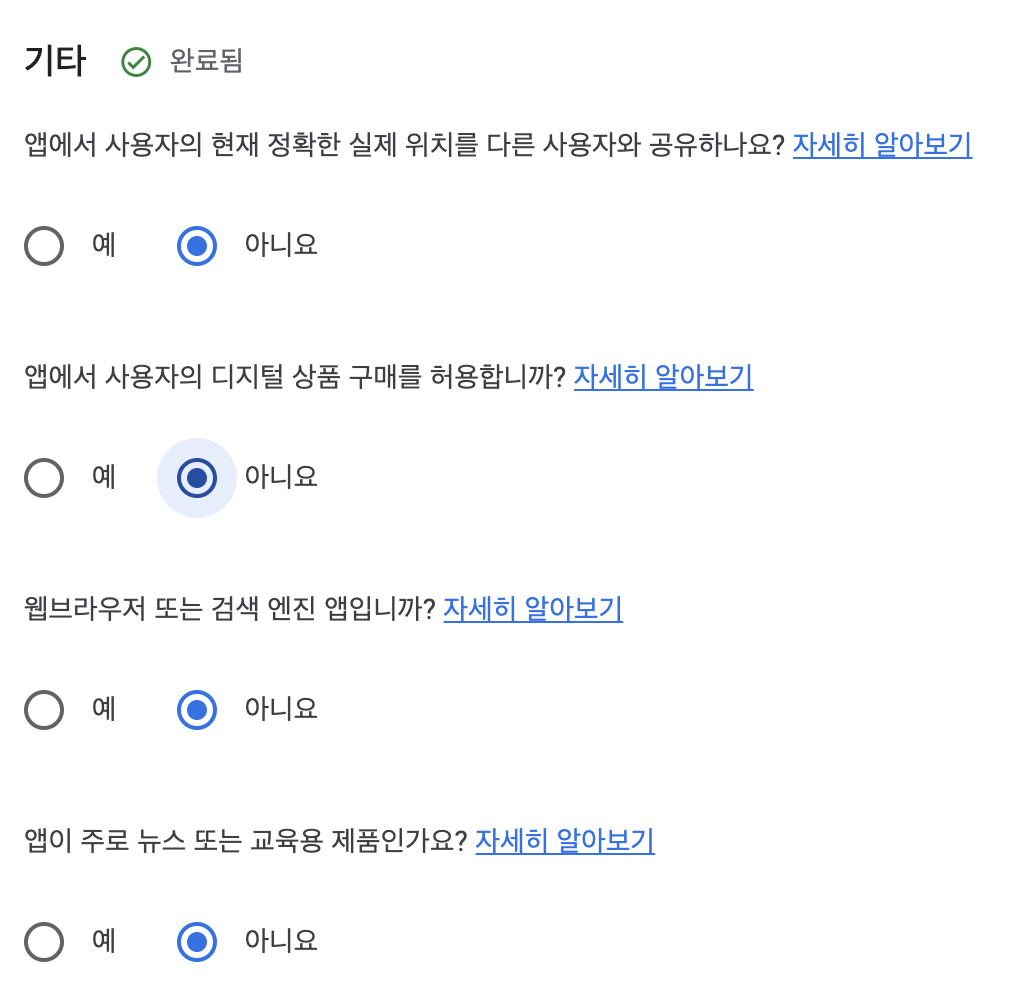 기타 완료됨
앱에서 사용자의 현재 정확한 실제 위치를 다른 사용자와 공유하나요? 자세히 알아보기
예 아니요
앱에서 사용자의 디지털 상품 구매를 허용합니까? 자세히 알아보기
예 아니요
웹브라우저 또는 검색 엔진 앱입니까? 자세히 알아보기
예 아니요
앱이 주로 뉴스 또는 교육용 제품인가요? 자세히 알아보기
예 아니요